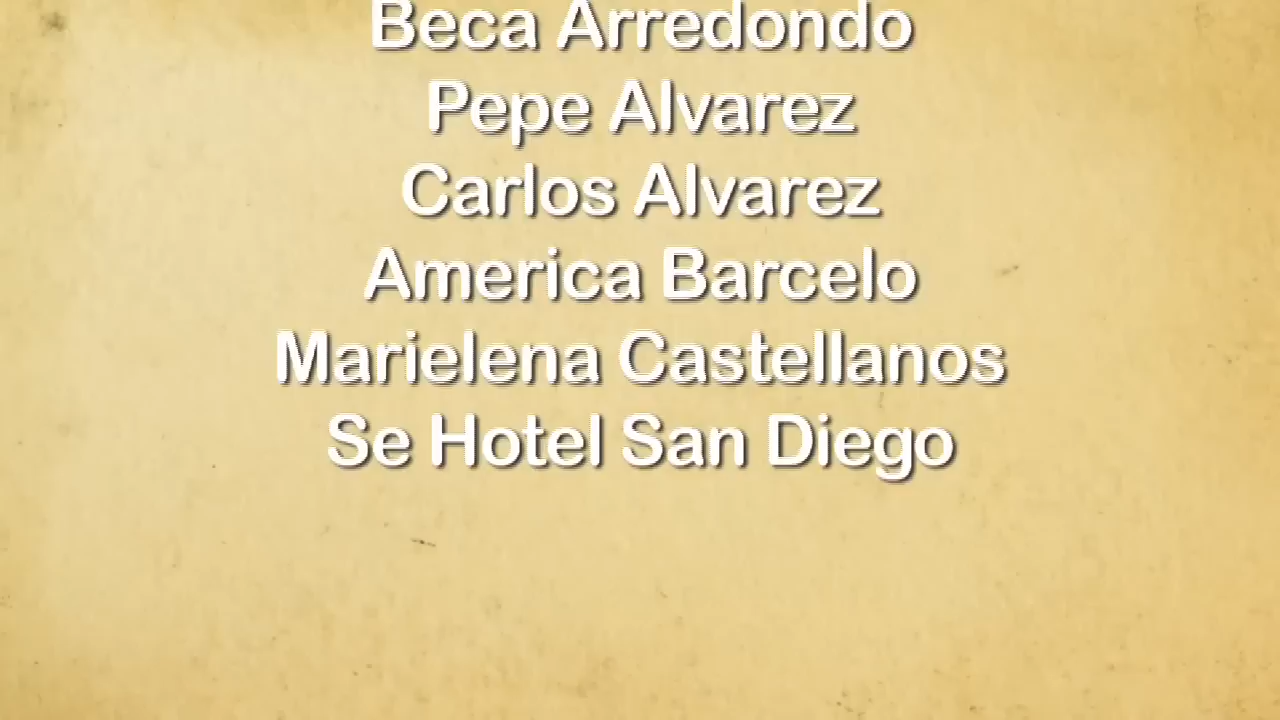 Beca Arredondo
Pepe Alvarez
Carlos Alvarez
America Barcelo
Marielena Castellanos
Se Hotel San Diego